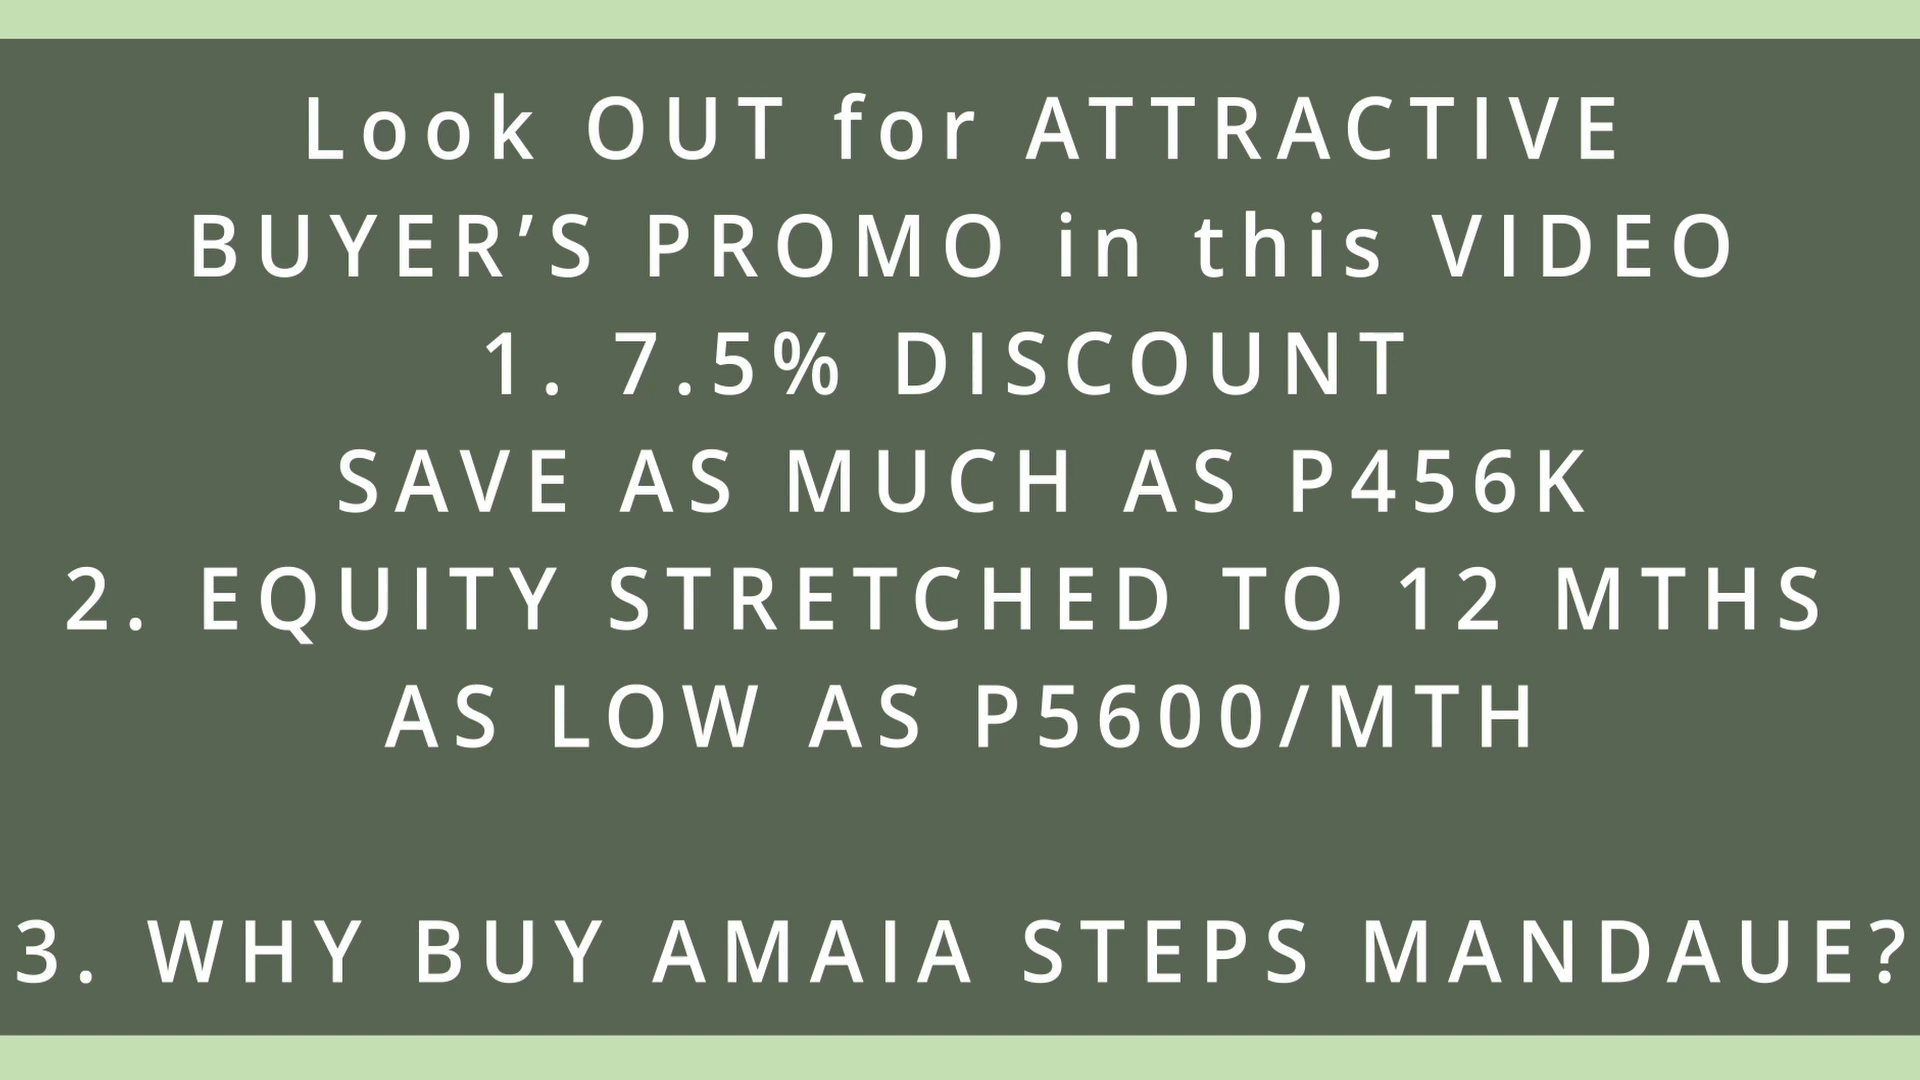 Look OUT for ATTRACTIVE
BUYER’S PROMO in this VIDEO
1. 7.5% DISCOUNT
SAVE AS MUCH AS P456K
2. EQUITY STRETCHED TO 12 MTHS
AS LOW AS P5600/MTH
3. WHY BUY AMAIA STEPS MANDAUE?